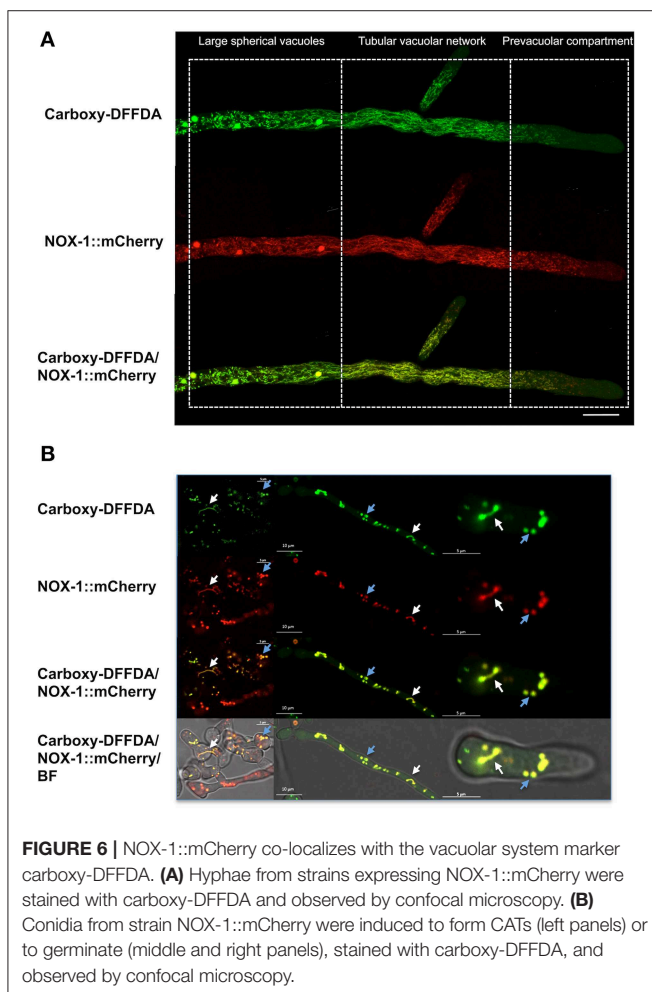 A
Large spherical vacuoles Tubular vacuolar network Prevacuolar compartment
Carboxy-DFFDA
NOX-1::mCherry
Carboxy-DFFDA/
NOX-1::mCherry
B
Carboxy-DFFDA
10 µm
5 µm
NOX-1::mCherry
10 µm
5 µm
Carboxy-DFFDA/
NOX-1::mCherry
10 µm
5 µm
Carboxy-DFFDA/
NOX-1::mCherry/
BF
10 µm
5 µm
FIGURE 6 | NOX-1::mCherry co-localizes with the vacuolar system marker
carboxy-DFFDA. (A) Hyphae from strains expressing NOX-1::mCherry were
stained with carboxy-DFFDA and observed by confocal microscopy. (B)
Conidia from strain NOX-1::mCherry were induced to form CATs (left panels) or
to germinate (middle and right panels), stained with carboxy-DFFDA, and
observed by confocal microscopy.